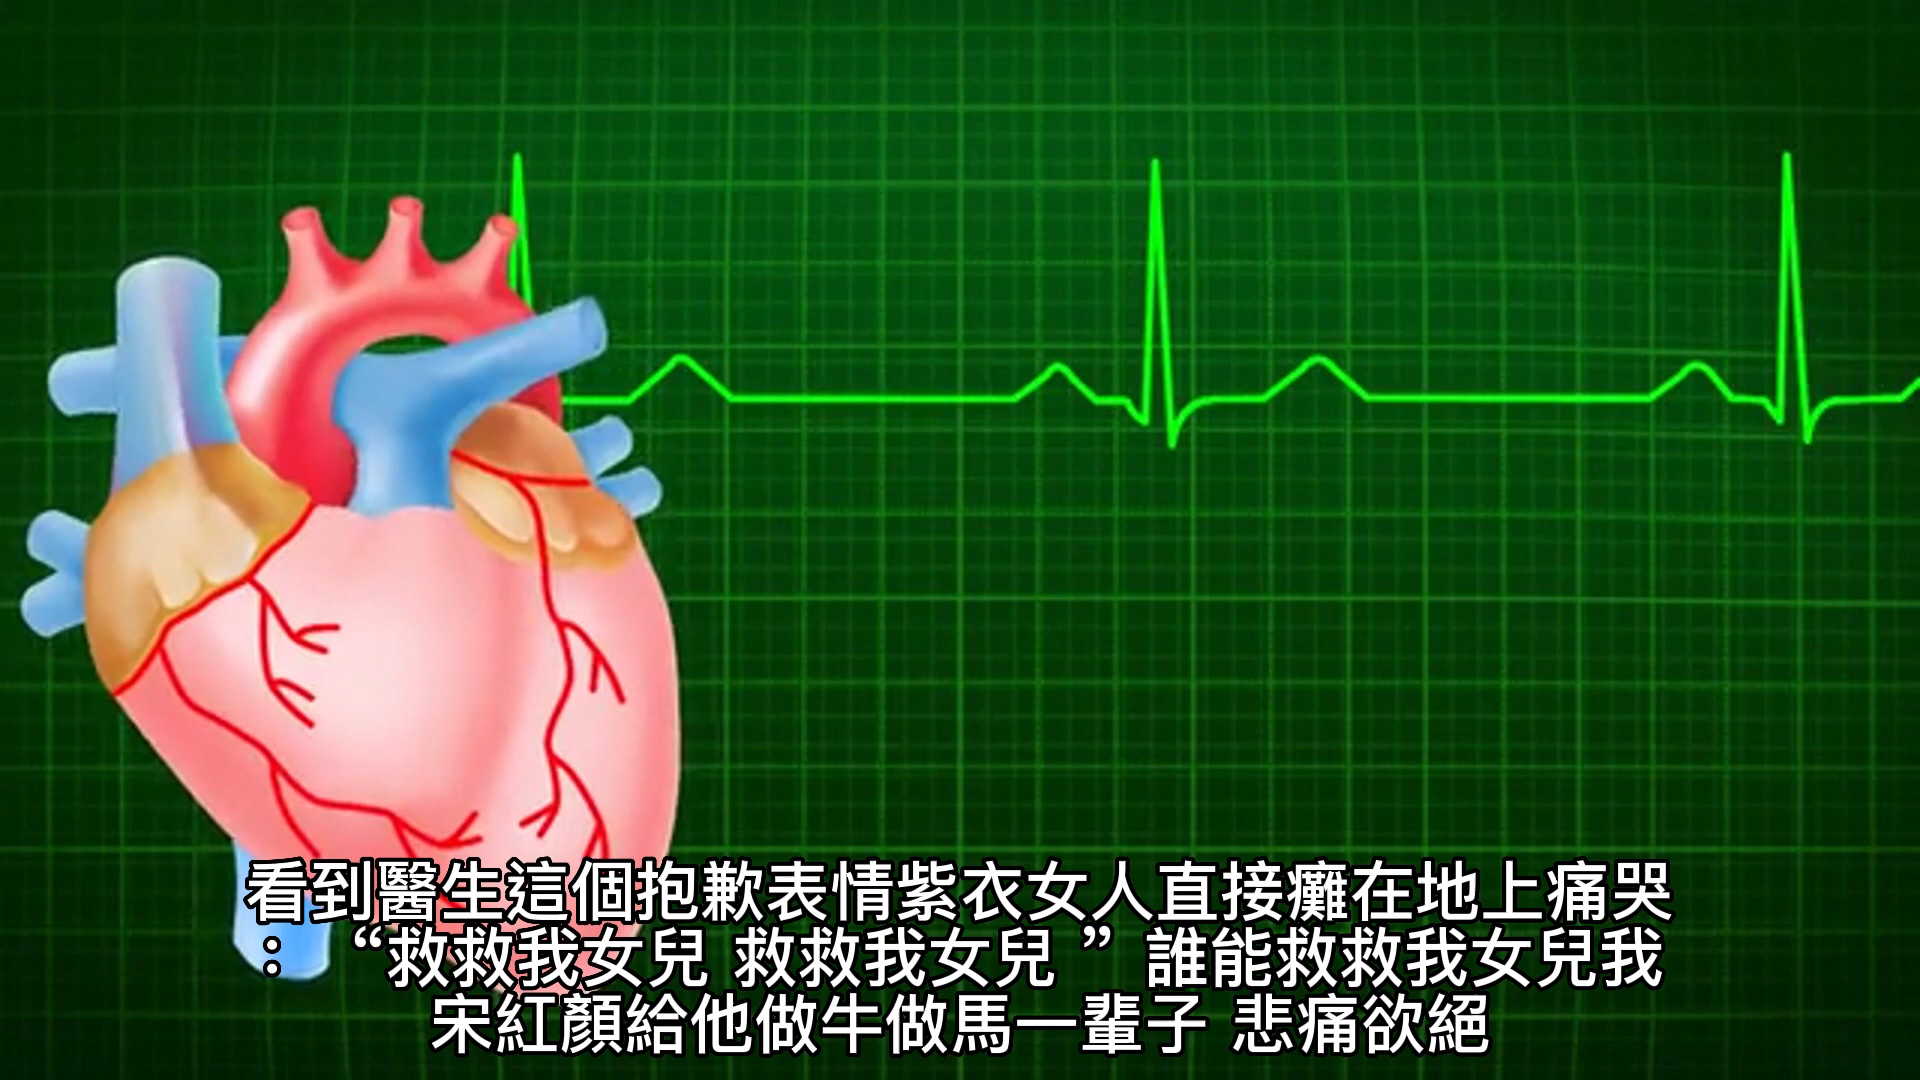 看到醫生這個抱歉表情紫衣女人直接癱在地上痛哭
：“救救我女兒 救救我女兒 ”誰能救救我女兒我
宋紅顏給他做牛做馬一輩子 悲痛欲絕